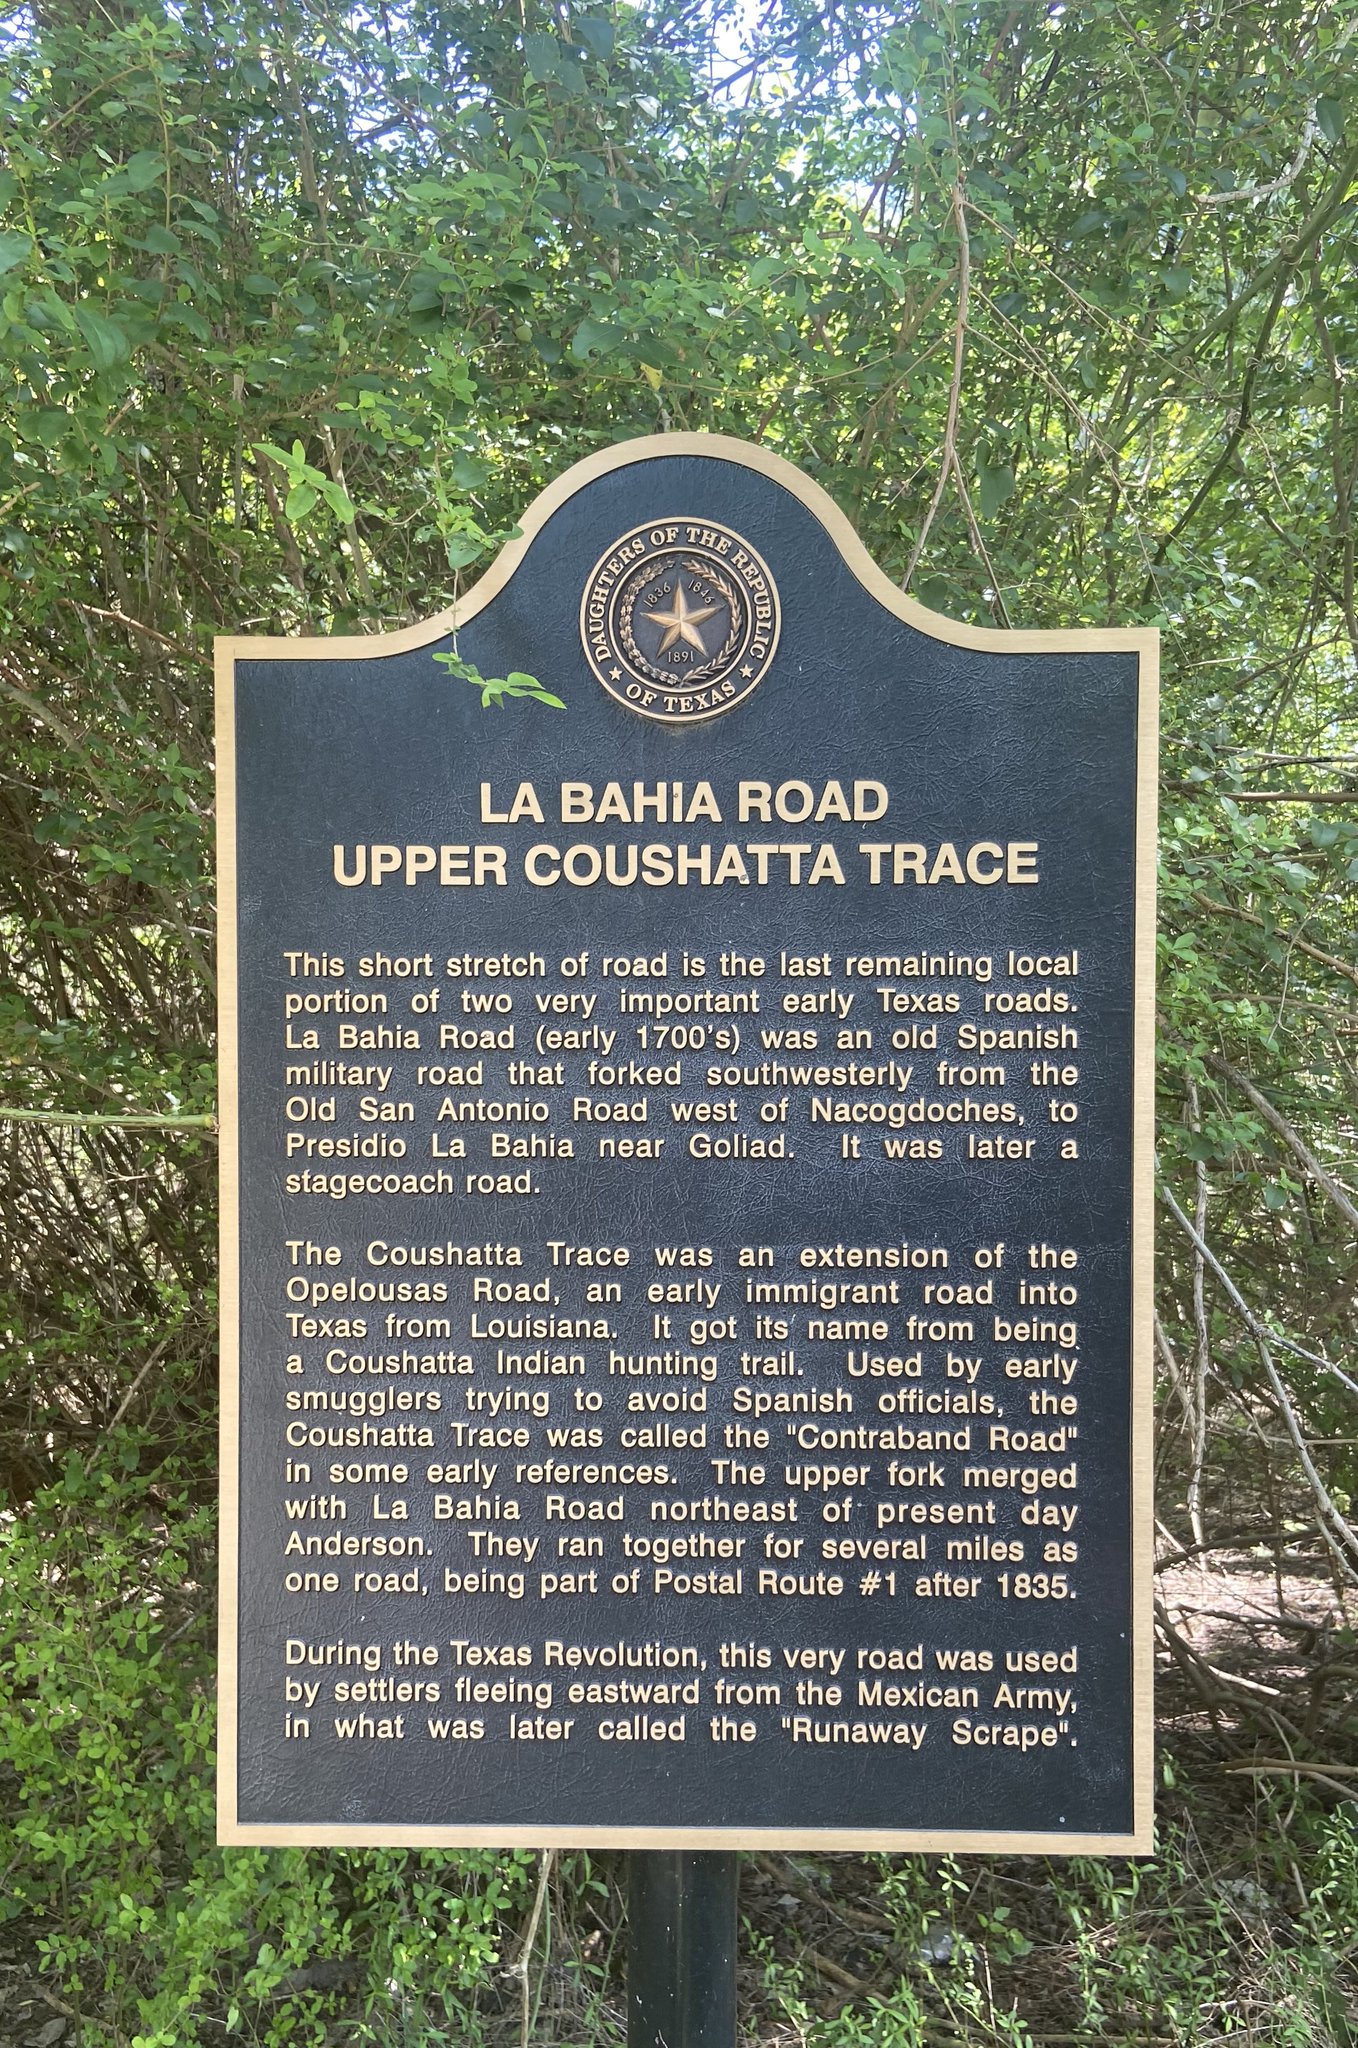 DAUGHTERS OF THE REPUBLIC
OF TEXAS
1836 1846
1891
LA BAHIA ROAD
UPPER COUSHATTA TRACE
This short stretch of road is the last remaining local
portion of two very important early Texas roads.
La Bahia Road (early 1700's) was an old Spanish
military road that forked southwesterly from the
Old San Antonio Road west of Nacogdoches, to
Presidio La Bahia near Goliad. It was later a
stagecoach road.
The Coushatta Trace was an extension of the
Opelousas Road, an early immigrant road into
Texas from Louisiana. It got its name from being
a Coushatta Indian hunting trail. Used by early
smugglers trying to avoid Spanish officials, the
Coushatta Trace was called the "Contraband Road"
in some early references. The upper fork merged
with La Bahia Road northeast of present day
Anderson. They ran together for several miles as
one road, being part of Postal Route #1 after 1835.
During the Texas Revolution, this very road was used
by settlers fleeing eastward from the Mexican Army,
in what was later called the "Runaway Scrape".